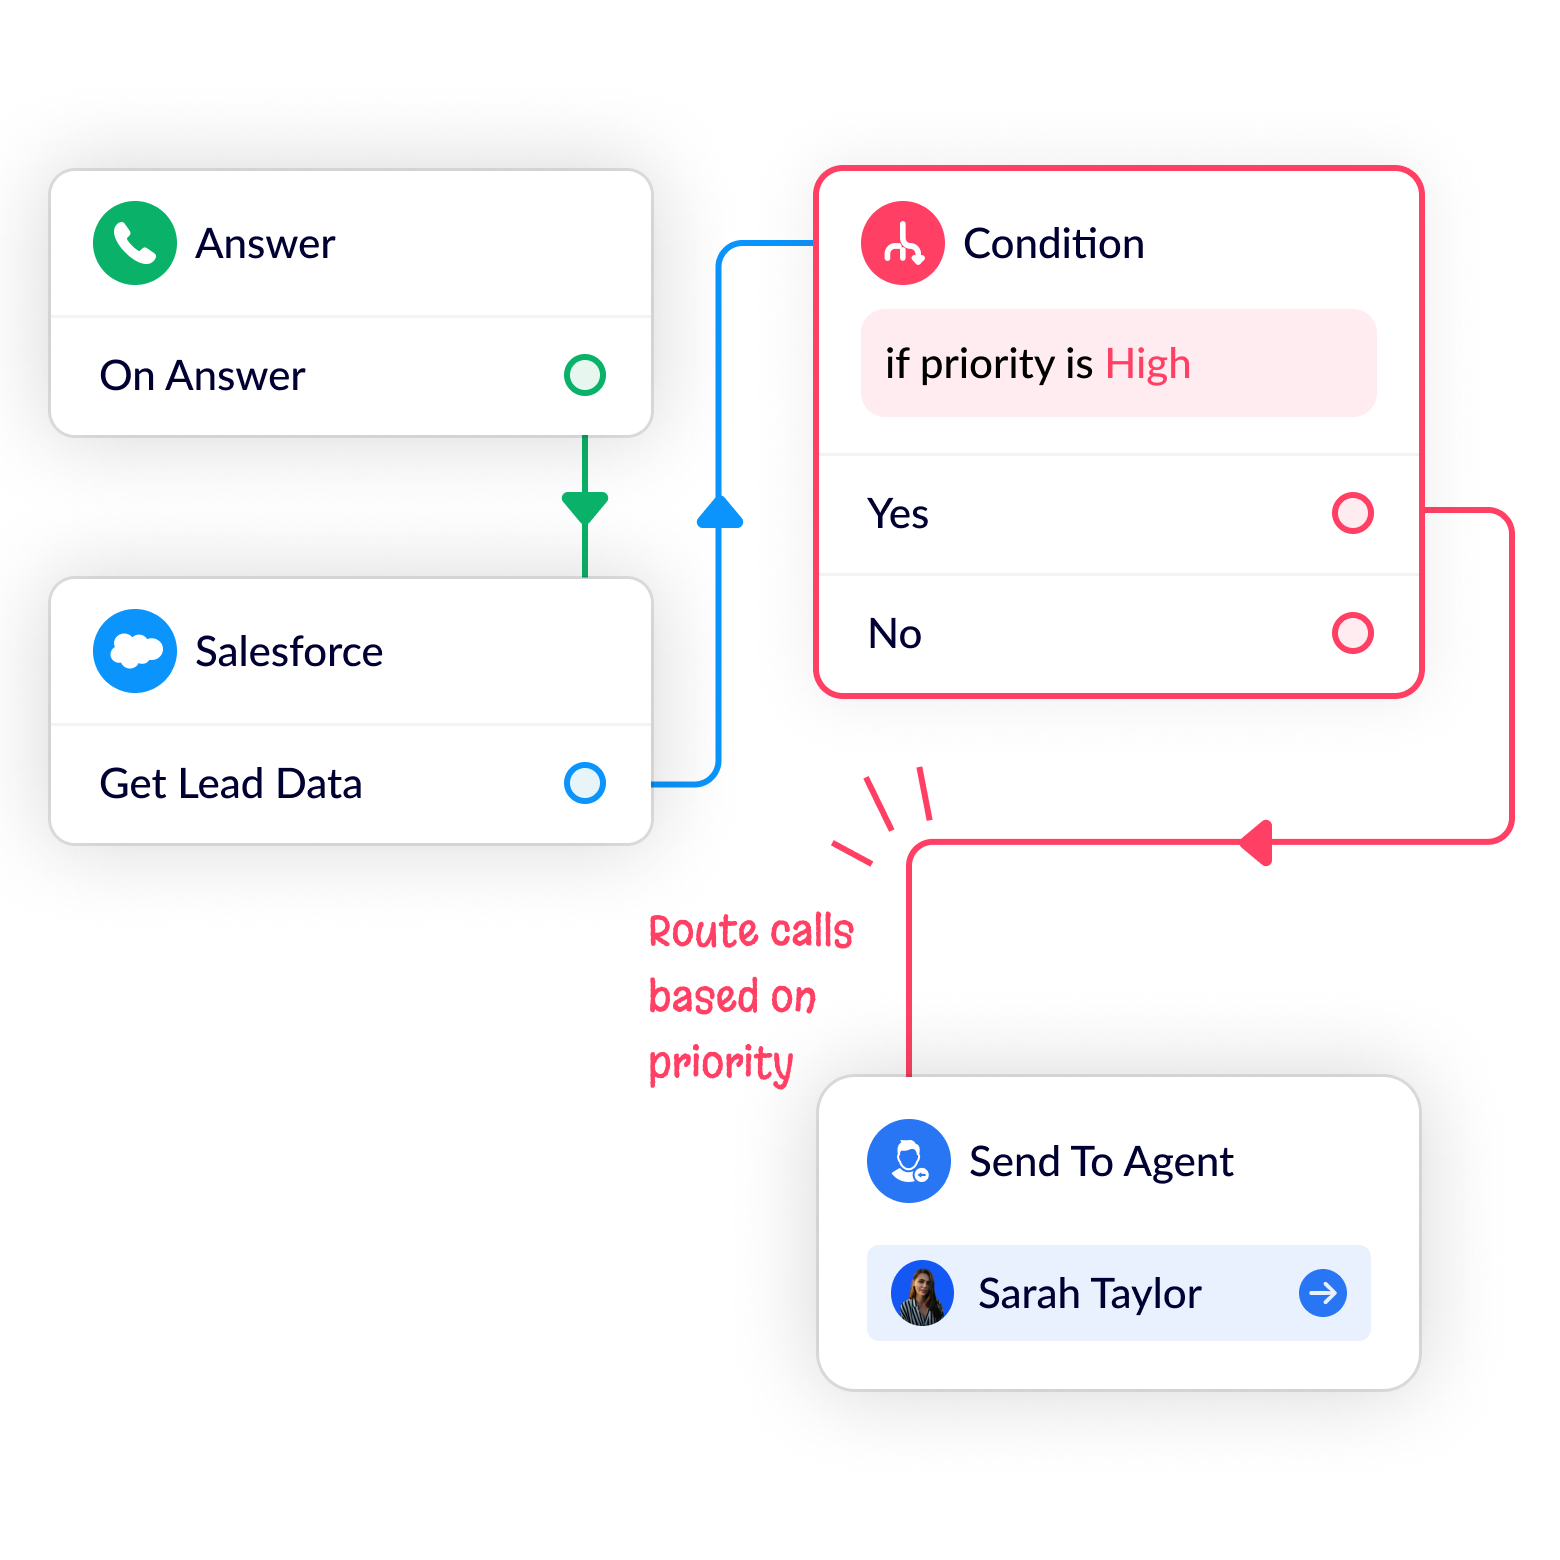 Answer
On Answer
Salesforce
Get Lead Data
Condition
if priority is High
Yes
No
Route calls
based on
priority
Send To Agent
Sarah Taylor